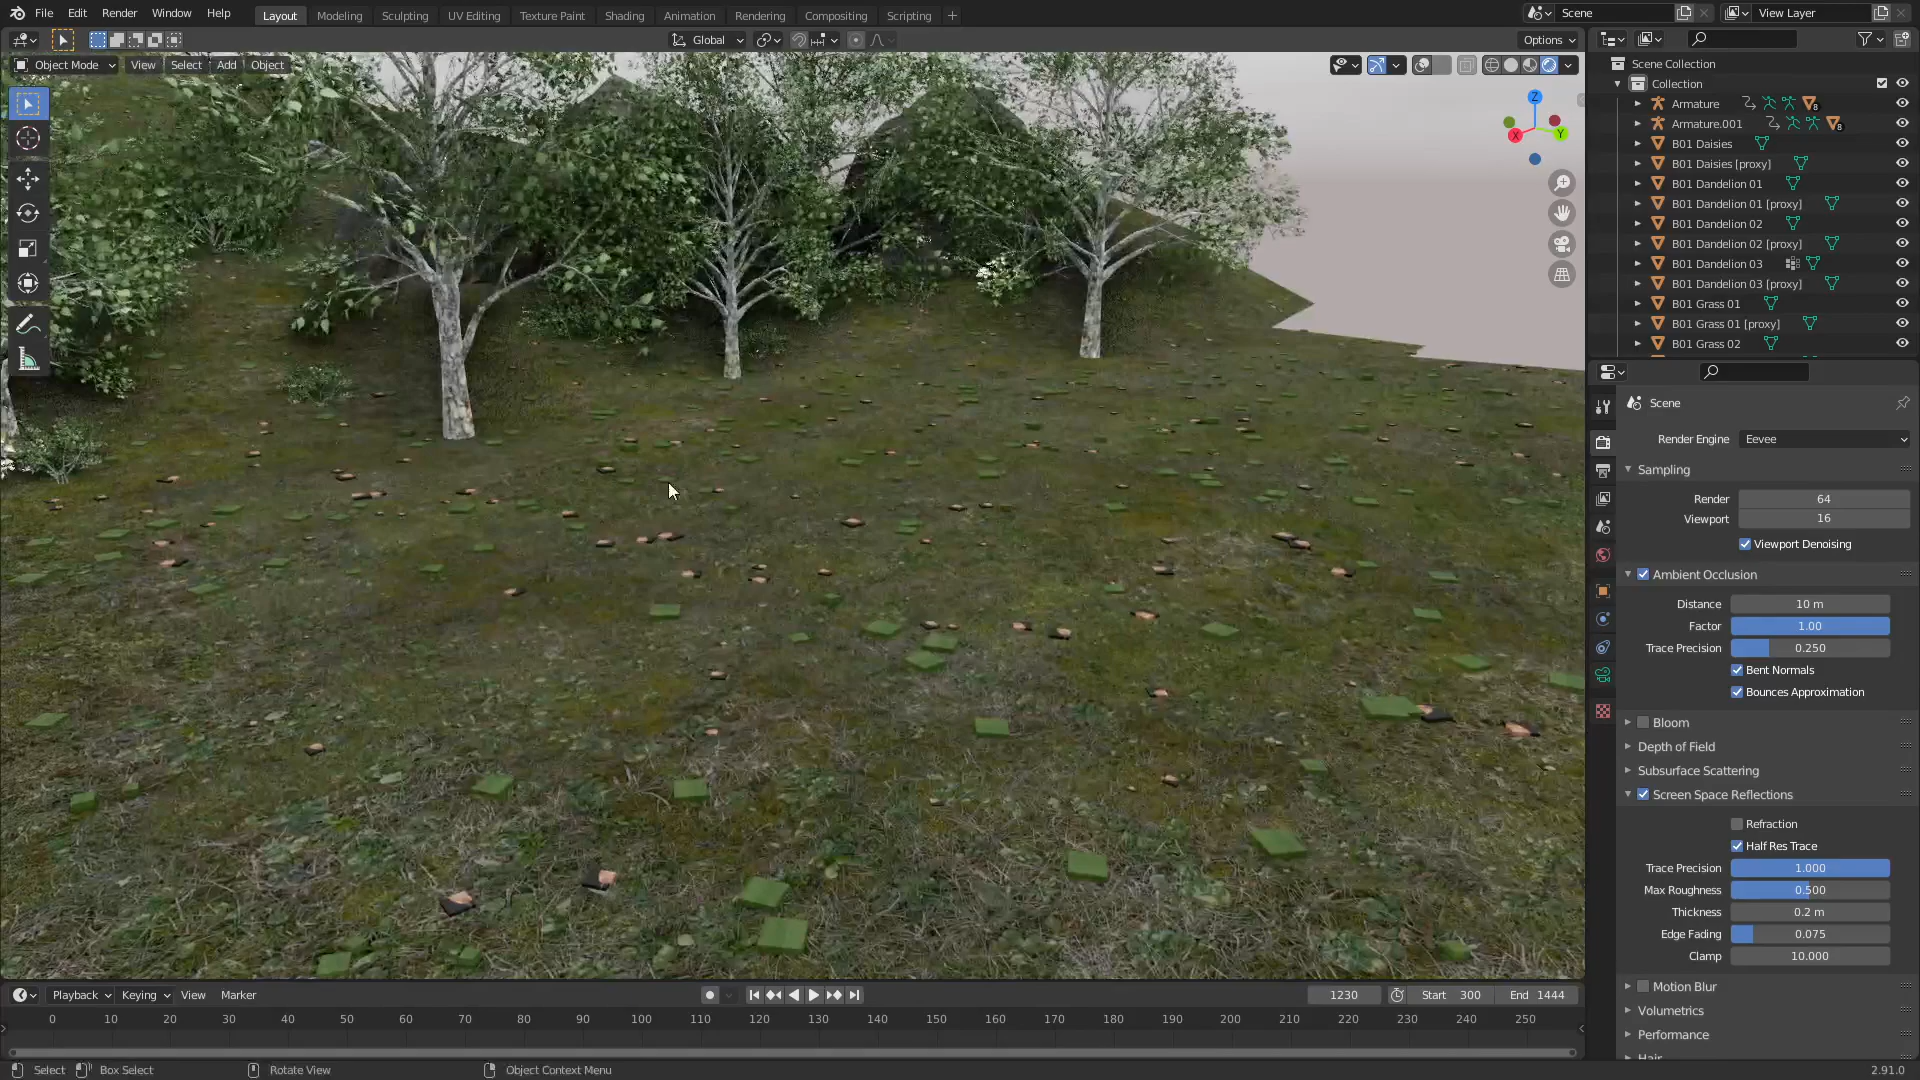 File Edit Render Window Help Layout Modeling Sculpting UV Editing Texture Paint Shading Animation Rendering Compositing Scripting + Scene View Layer
Global Options
Object Mode View Select Add Object
Z
X
Y
Scene Collection
Collection
Armature 8
Armature.001 8
B01 Daisies
B01 Daisies [proxy]
B01 Dandelion 01
B01 Dandelion 01 [proxy]
B01 Dandelion 02
B01 Dandelion 02 [proxy]
B01 Dandelion 03
B01 Dandelion 03 [proxy]
B01 Grass 01
B01 Grass 01 [proxy]
B01 Grass 02
Scene
Render Engine Eevee
Sampling
Render 64
Viewport 16
Viewport Denoising
Ambient Occlusion
Distance 10 m
Factor 1.00
Trace Precision 0.250
Bent Normals
Bounces Approximation
Bloom
Depth of Field
Subsurface Scattering
Screen Space Reflections
Refraction
Half Res Trace
Trace Precision 1.000
Max Roughness 0.500
Thickness 0.2 m
Edge Fading 0.075
Clamp 10.000
Motion Blur
Volumetrics
Performance
Hair
Playback Keying View Marker 1230 Start 300 End 1444
0 10 20 30 40 50 60 70 80 90 100 110 120 130 140 150 160 170 180 190 200 210 220 230 240 250
Select Box Select Rotate View Object Context Menu 2.91.0